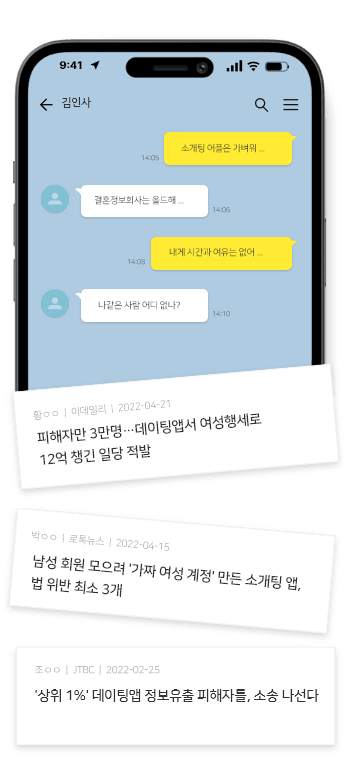 9:41
김인사
소개팅 어플은 가벼워 ...
14:05
결혼정보회사는 올드해 ...
14:06
내게 시간과 여유는 없어 ...
14:08
나같은 사람 어디 없나?
14:10
황ㅇㅇ | 이데일리 | 2022-04-21
피해자만 3만명…데이팅앱서 여성행세로
12억 챙긴 일당 적발
박ㅇㅇ | 로톡뉴스 | 2022-04-15
남성 회원 모으려 '가짜 여성 계정' 만든 소개팅 앱,
법 위반 최소 3개
조ㅇㅇ | JTBC | 2022-02-25
'상위 1%' 데이팅앱 정보유출 피해자들, 소송 나선다